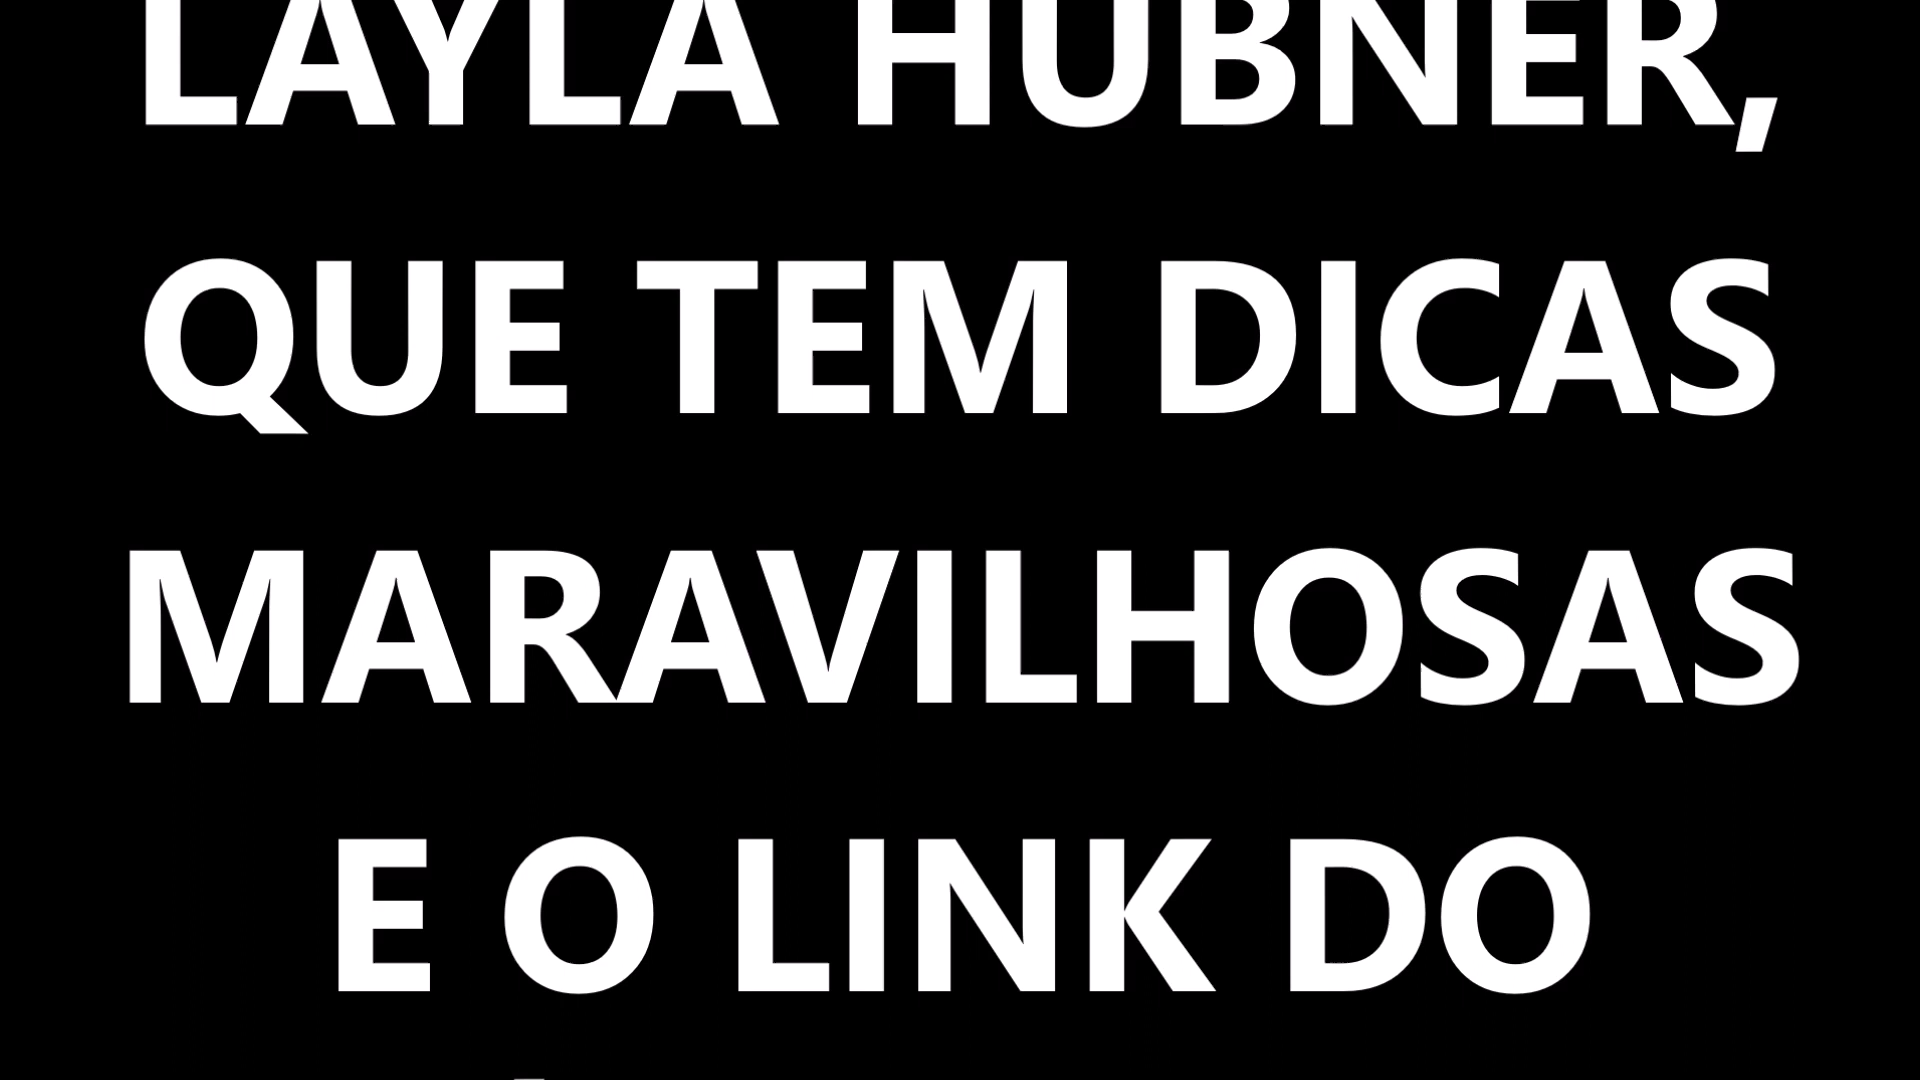 LAYLA HUBNER,
QUE TEM DICAS
MARAVILHOSAS
E O LINK DO